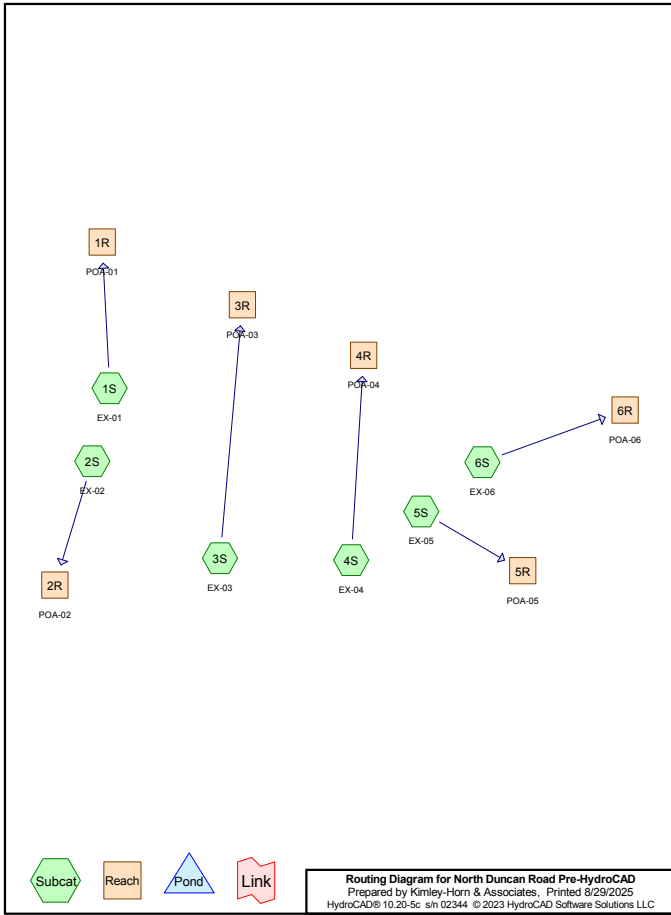 1R
POA-01
3R
POA-03
4R
POA-04
1S
EX-01
6R
POA-06
2S
EX-02
6S
EX-06
5S
EX-05
3S
EX-03
4S
EX-04
5R
POA-05
2R
POA-02
Subcat
Reach
Pond
Link
Routing Diagram for North Duncan Road Pre-HydroCAD
Prepared by Kimley-Horn & Associates, Printed 8/29/2025
HydroCAD® 10.20-5c s/n 02344 © 2023 HydroCAD Software Solutions LLC